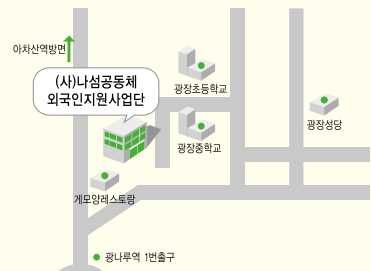 아차산역방면
(사)나섬공동체
외국인지원사업단
광장초등학교
광장성당
광장중학교
게모양레스토랑
광나루역 1번출구